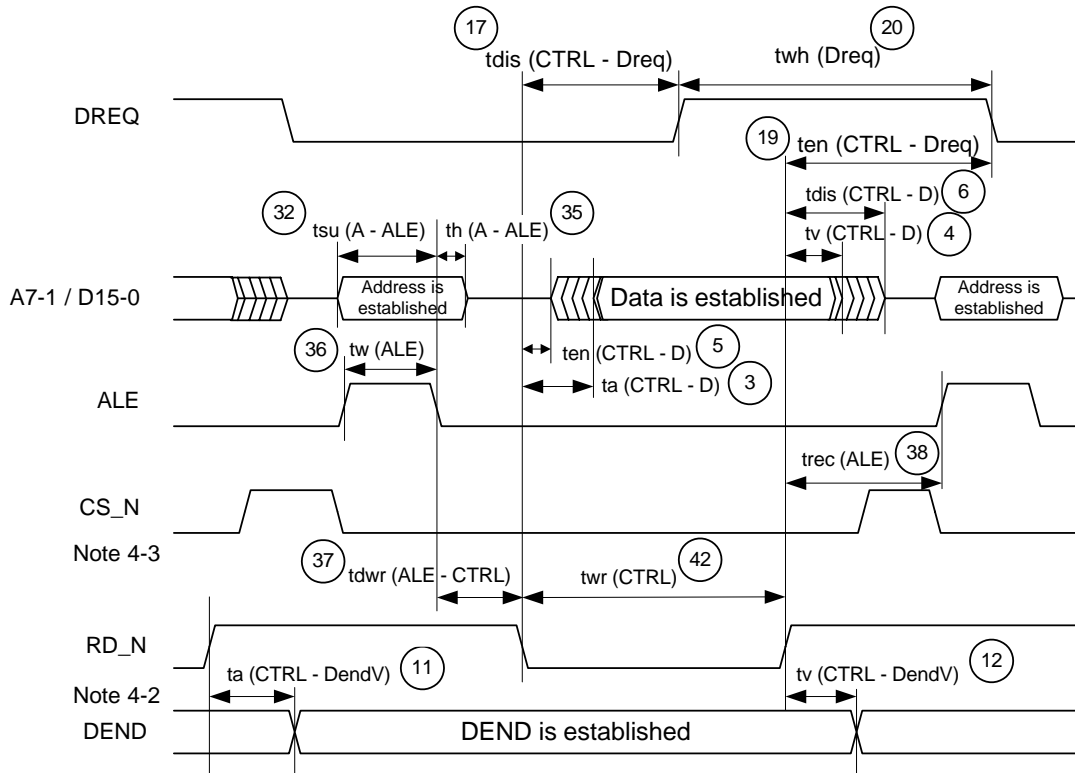 17
20
tdis (CTRL - Dreq)
twh (Dreq)
DREQ
19
ten (CTRL - Dreq)
32
35
tdis (CTRL - D)
6
tsu (A - ALE)
th (A - ALE)
tv (CTRL - D)
4
A7-1 / D15-0
Address is
established
Data is established
Address is
established
36
tw (ALE)
ten (CTRL - D)
5
ta (CTRL - D)
3
ALE
trec (ALE)
38
CS_N
Note 4-3
37
tdwr (ALE - CTRL)
twr (CTRL)
42
RD_N
ta (CTRL - DendV)
11
tv (CTRL - DendV)
12
Note 4-2
DEND
DEND is established